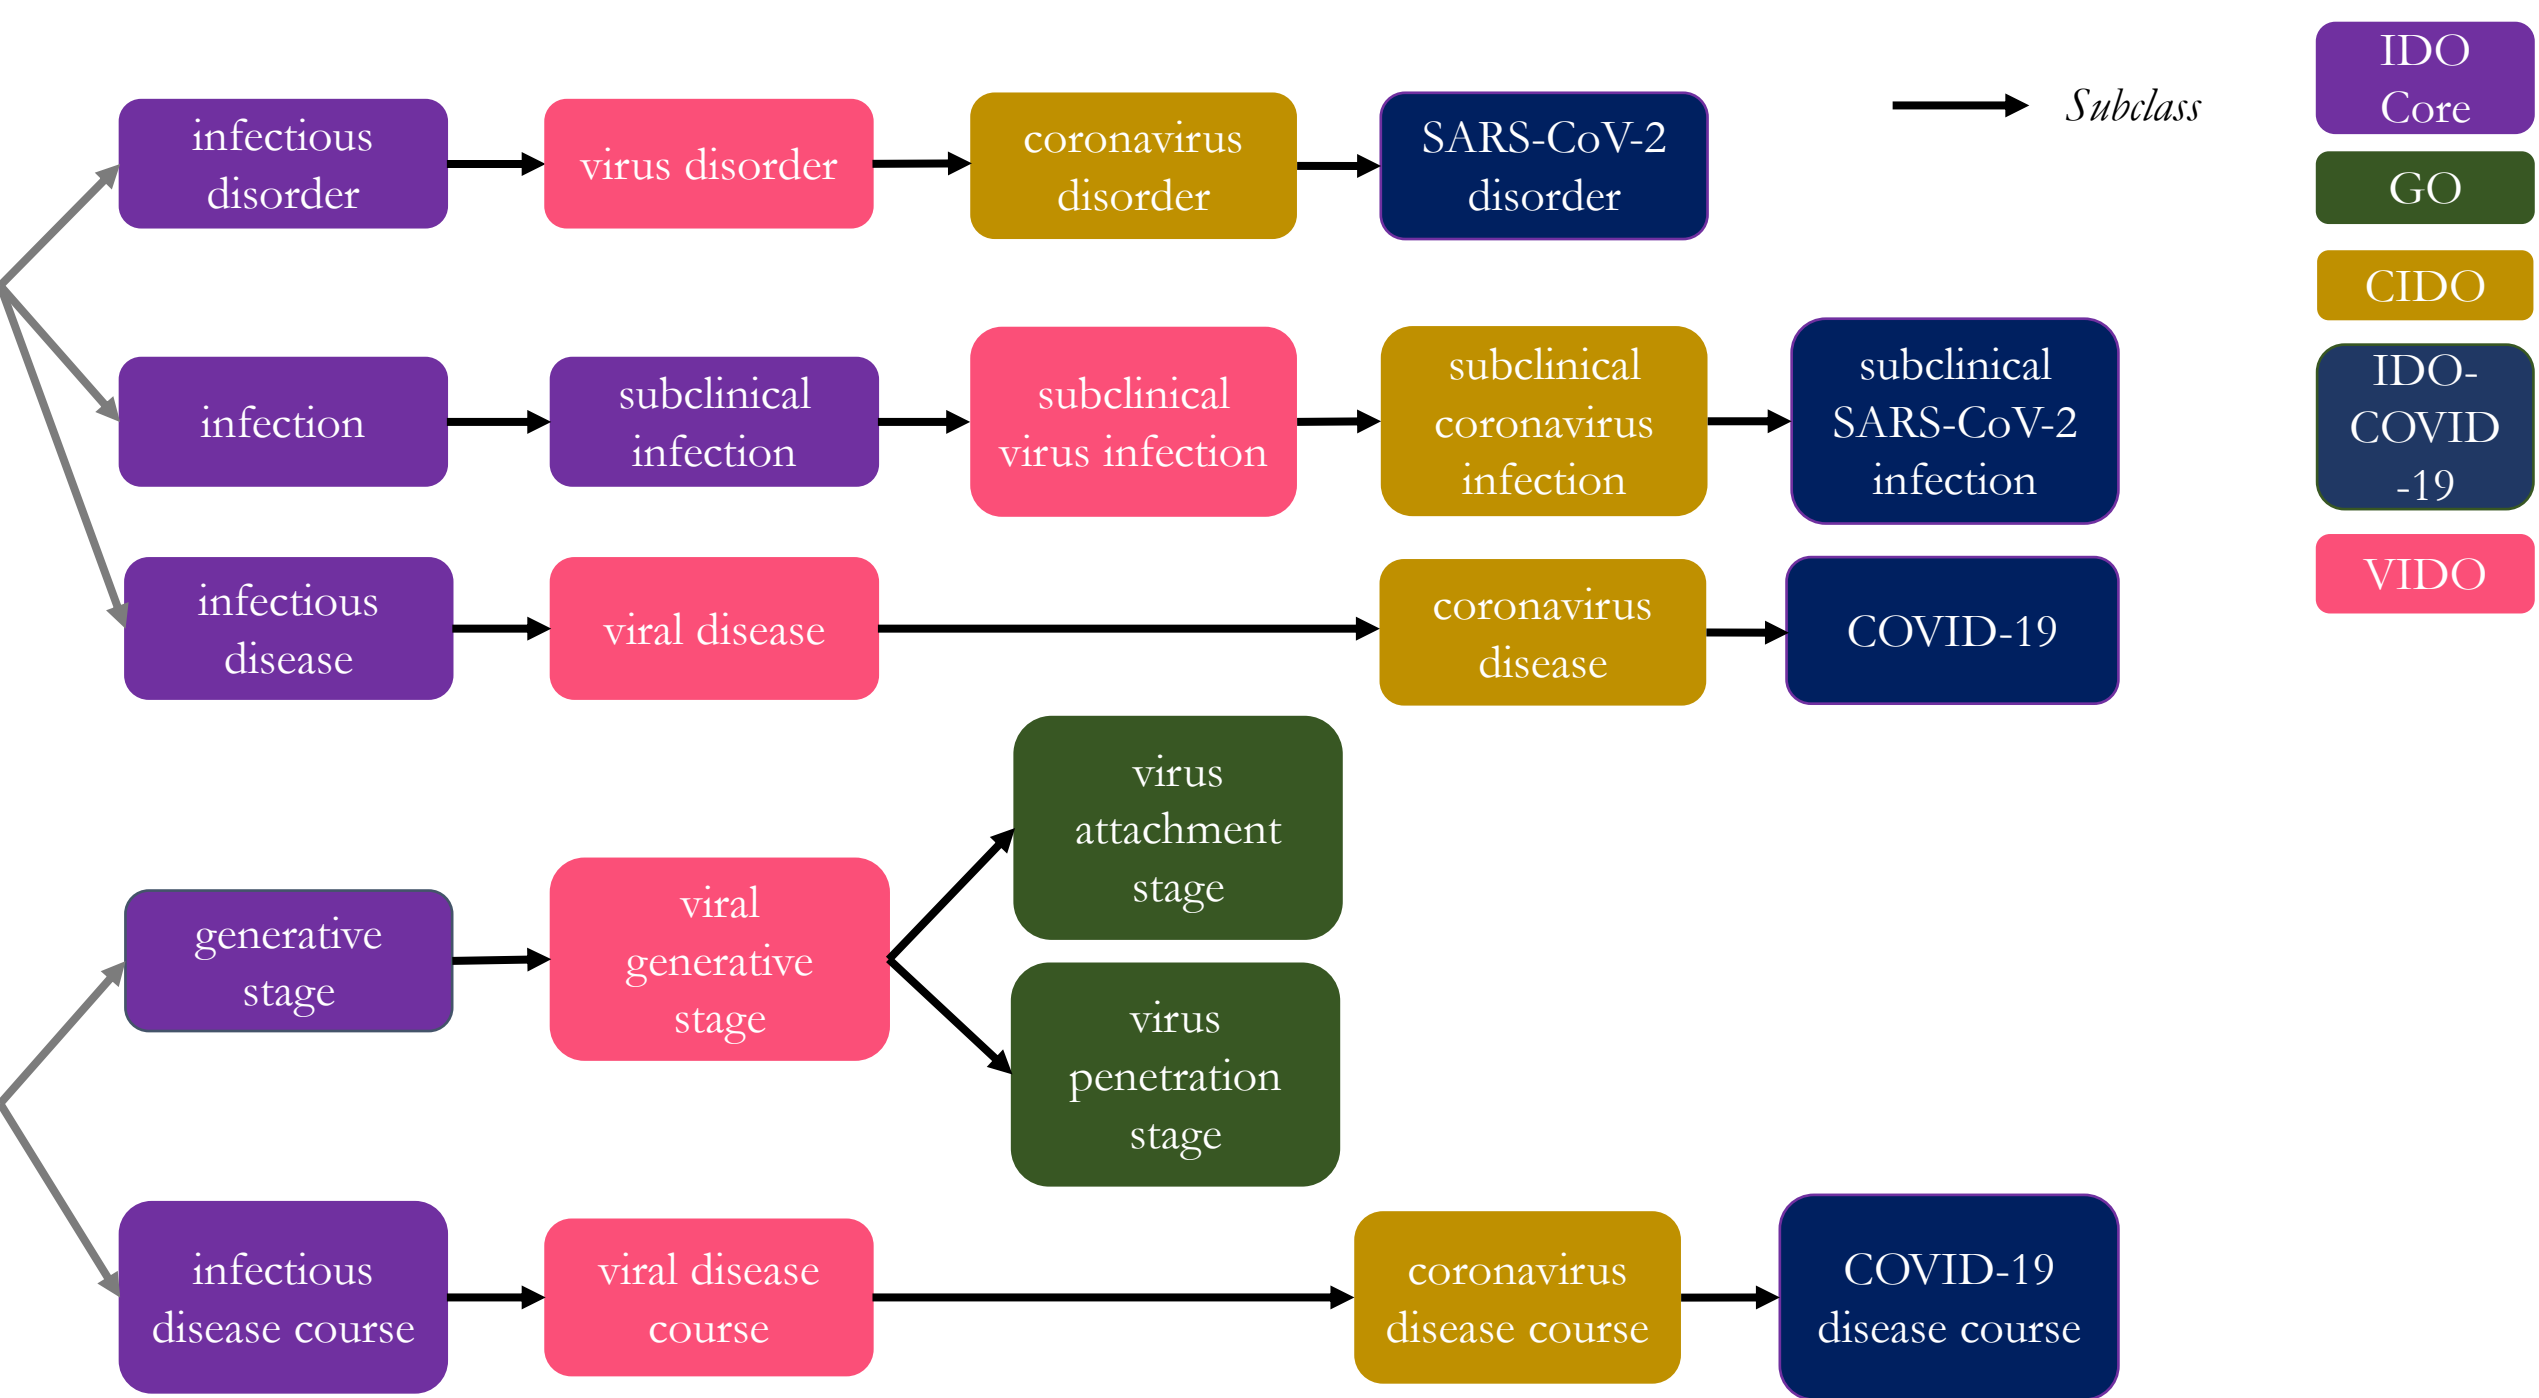 infectious
disorder
virus disorder
coronavirus
disorder
SARS-CoV-2
disorder
Subclass
infection
subclinical
infection
subclinical
virus infection
subclinical
coronavirus
infection
subclinical
SARS-CoV-2
infection
infectious
disease
viral disease
coronavirus
disease
COVID-19
generative
stage
viral
generative
stage
virus
attachment
stage
virus
penetration
stage
infectious
disease course
viral disease
course
coronavirus
disease course
COVID-19
disease course
IDO
Core
GO
CIDO
IDO-
COVID
-19
VIDO